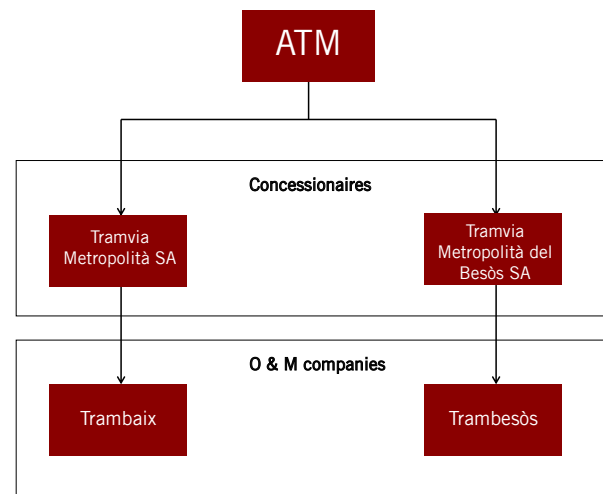 ATM
Concessionaires
Tramvia
Metropolità SA
Tramvia
Metropolità del
Besòs SA
O & M companies
Trambaix
Trambesòs